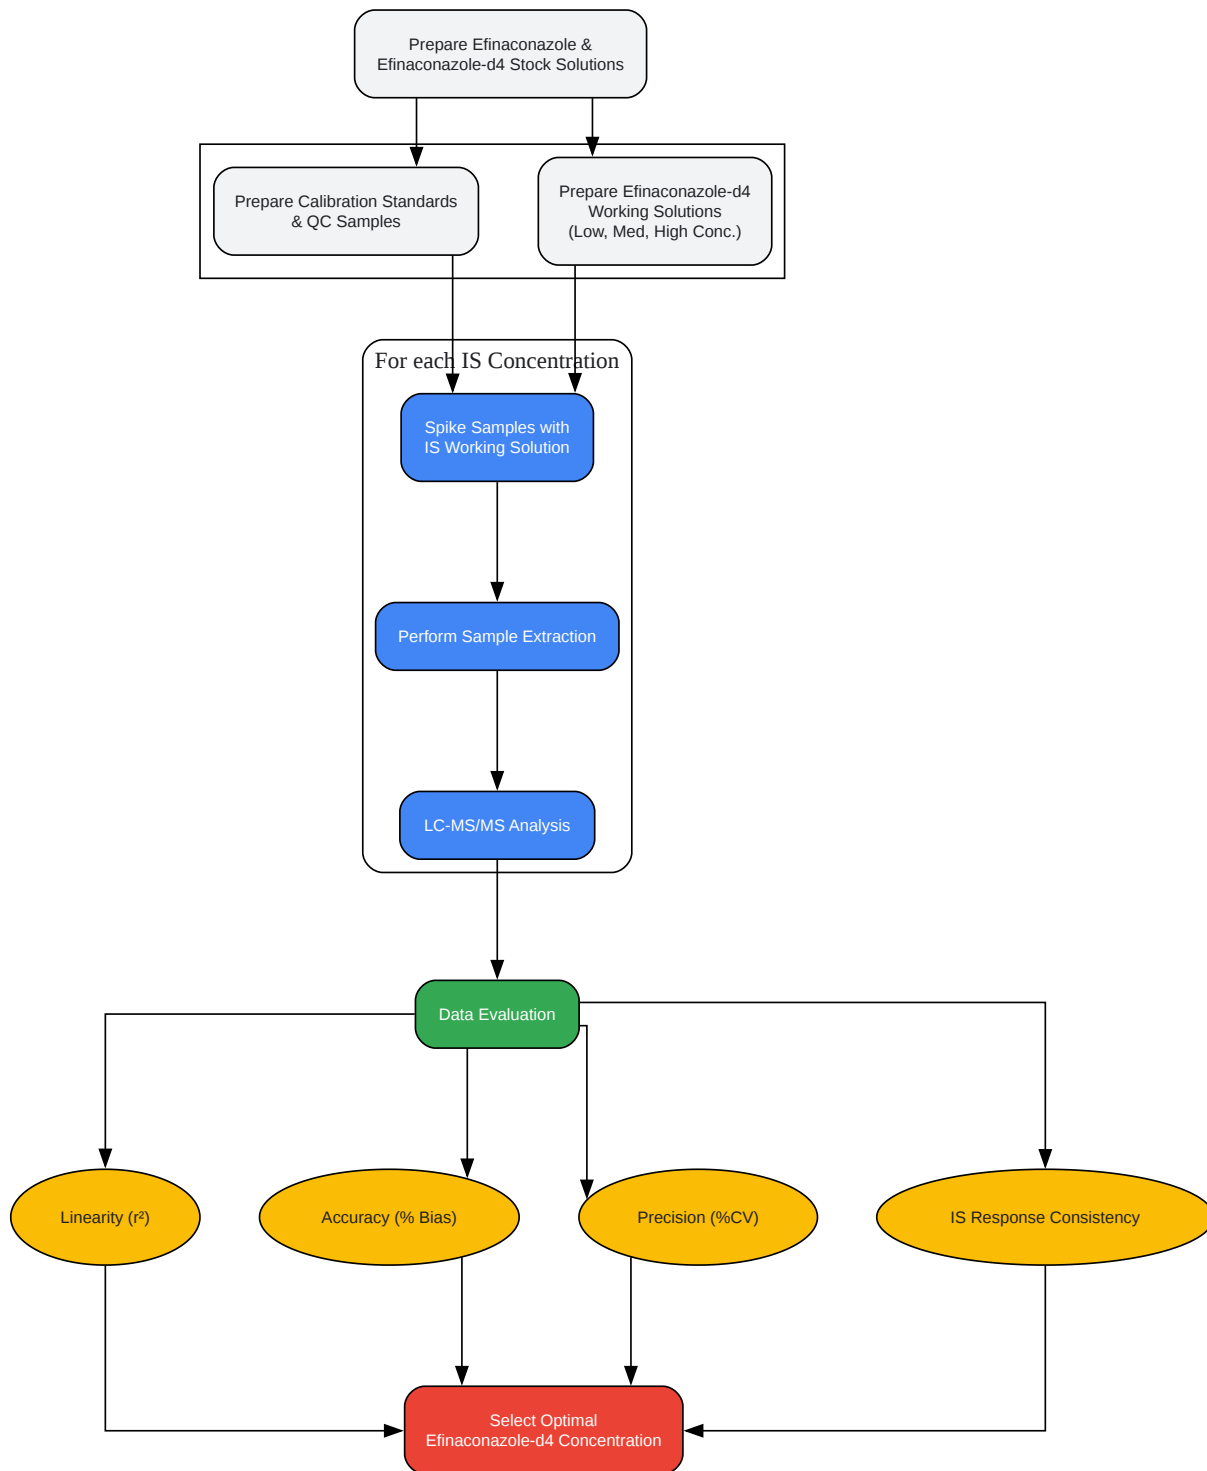 Prepare Efinaconazole &
Efinaconazole-d4 Stock Solutions
Prepare Calibration Standards
& QC Samples
Prepare Efinaconazole-d4
Working Solutions
(Low, Med, High Conc.)
For each IS Concentration
Spike Samples with
IS Working Solution
Perform Sample Extraction
LC-MS/MS Analysis
Data Evaluation
Linearity (r²)
Accuracy (% Bias)
Precision (%CV)
IS Response Consistency
Select Optimal
Efinaconazole-d4 Concentration